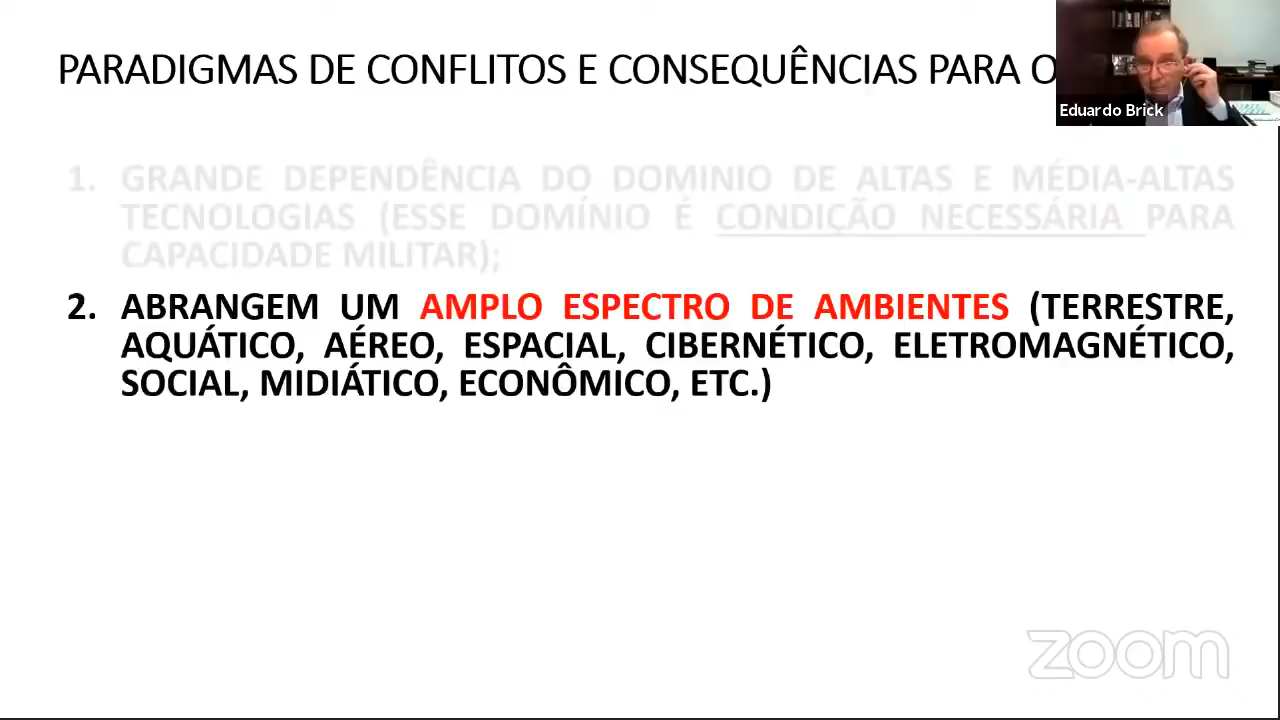 PARADIGMAS DE CONFLITOS E CONSEQUÊNCIAS PARA O
Eduardo Brick
1. GRANDE DEPENDÊNCIA DO DOMINIO DE ALTAS E MÉDIA-ALTAS
TECNOLOGIAS (ESSE DOMÍNIO É CONDIÇÃO NECESSÁRIA PARA
CAPACIDADE MILITAR);
2. ABRANGEM UM AMPLO ESPECTRO DE AMBIENTES (TERRESTRE,
AQUÁTICO, AÉREO, ESPACIAL, CIBERNÉTICO, ELETROMAGNÉTICO,
SOCIAL, MIDIÁTICO, ECONÔMICO, ETC.)
zoom